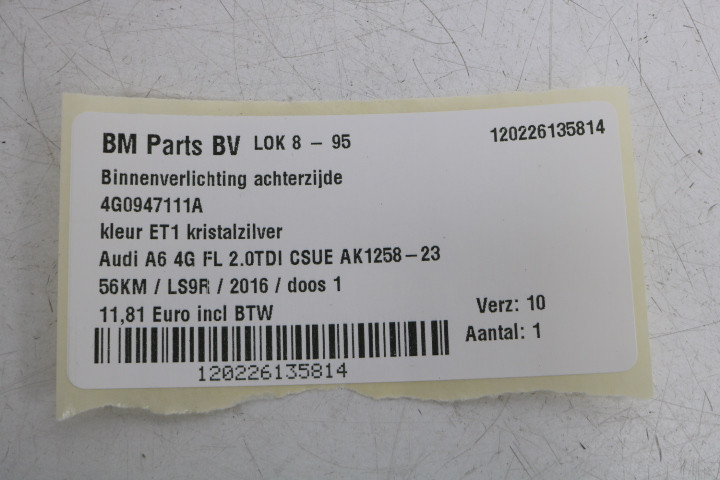 BM Parts BV LOK 8 - 95 120226135814
Binnenverlichting achterzijde
4G0947111A
kleur ET1 kristalzilver
Audi A6 4G FL 2.0TDI CSUE AK1258-23
56KM / LS9R / 2016 / doos 1
11,81 Euro incl BTW Verz: 10
Aantal: 1
120226135814